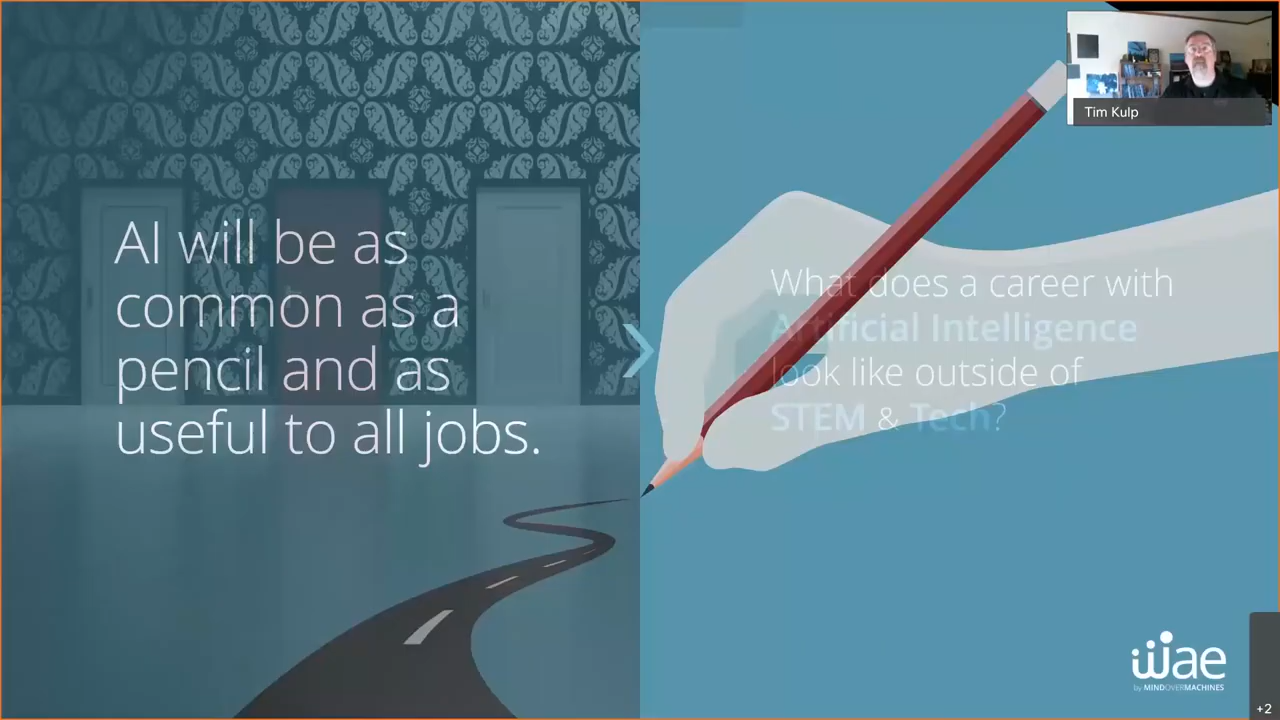 AI will be as
common as a
pencil and as
useful to all jobs.
What does a career with
Artificial Intelligence
look like outside of
STEM & Tech?
Tim Kulp
wae
by MINDOVERMACHINES
+2